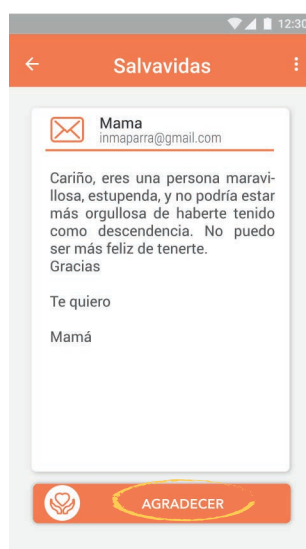 12:30
Salvavidas
Mama
inmaparra@gmail.com
Cariño, eres una persona maravi-
llosa, estupenda, y no podría estar
más orgullosa de haberte tenido
como descendencia. No puedo
ser más feliz de tenerte.
Gracias
Te quiero
Mamá
AGRADECER